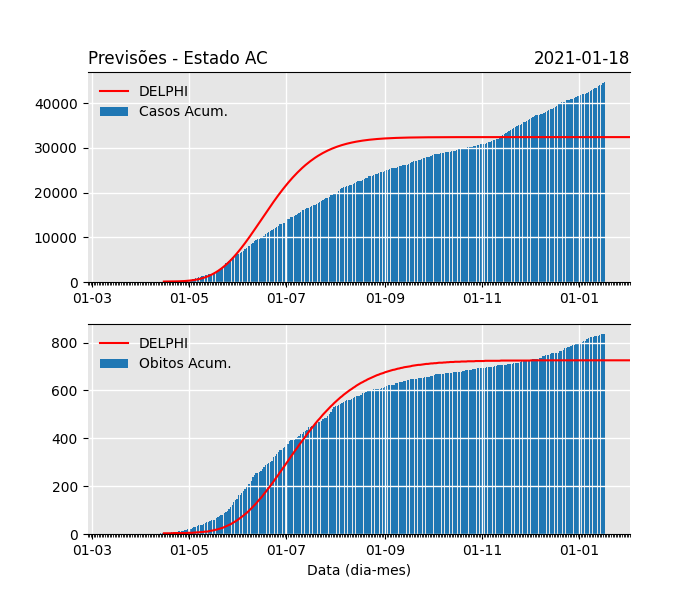 Previsões - Estado AC 2021-01-18
DELPHI
Casos Acum.
40000
30000
20000
10000
0
01-03 01-05 01-07 01-09 01-11 01-01
DELPHI
Obitos Acum.
800
600
400
200
0
01-03 01-05 01-07 01-09 01-11 01-01
Data (dia-mes)